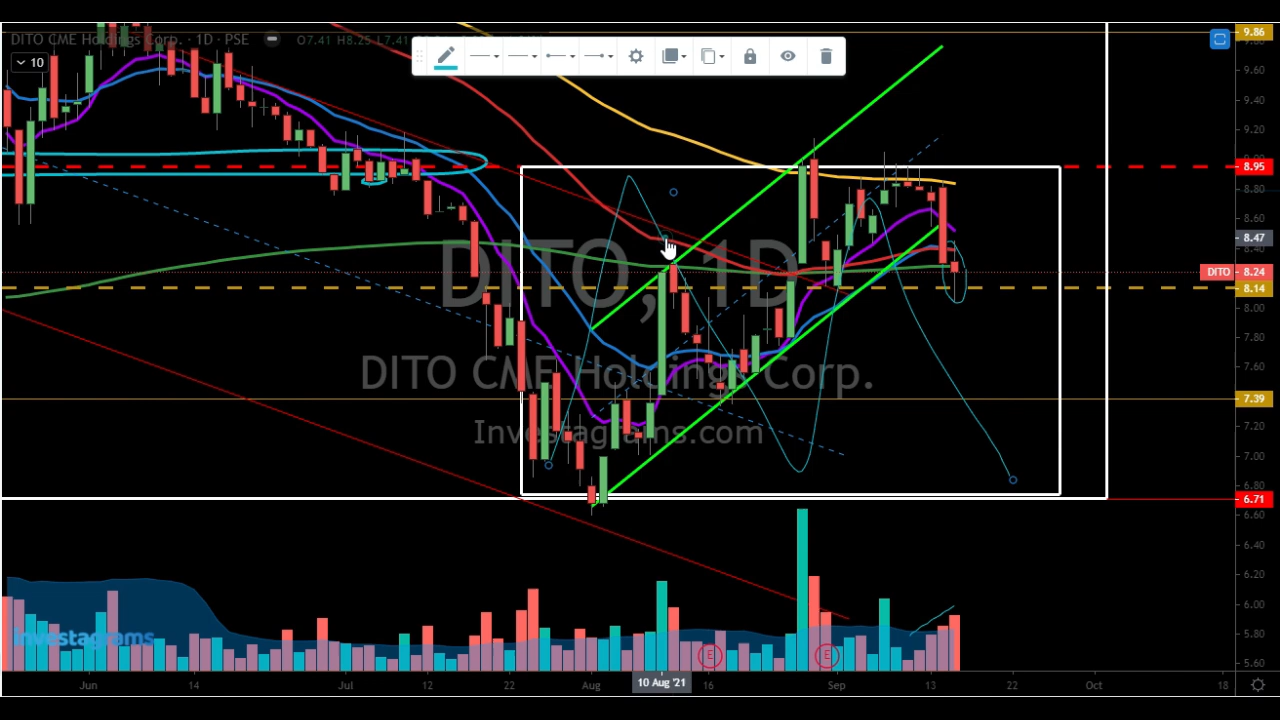 DITO CME Holdings Corp. · 1D · PSE
O7.41 H8.25 L7.41
10
DITO, 1D
DITO CME Holdings Corp.
Investagrams.com
investagrams
E
E
9.86
9.60
9.40
9.20
8.95
8.80
8.60
8.47
8.40
DITO 8.24
8.14
8.00
7.80
7.60
7.39
7.20
7.00
6.80
6.71
6.60
6.40
6.20
6.00
5.80
5.60
Jun
14
Jul
12
22
Aug
10 Aug '21
16
Sep
13
22
Oct
18